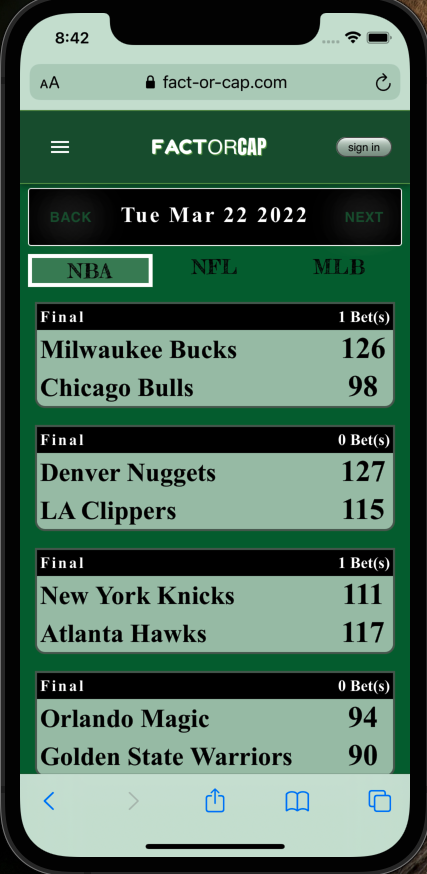 8:42
AA fact-or-cap.com
FACTORCAP sign in
BACK Tue Mar 22 2022 NEXT
NBA NFL MLB
Final 1 Bet(s)
Milwaukee Bucks 126
Chicago Bulls 98
Final 0 Bet(s)
Denver Nuggets 127
LA Clippers 115
Final 1 Bet(s)
New York Knicks 111
Atlanta Hawks 117
Final 0 Bet(s)
Orlando Magic 94
Golden State Warriors 90